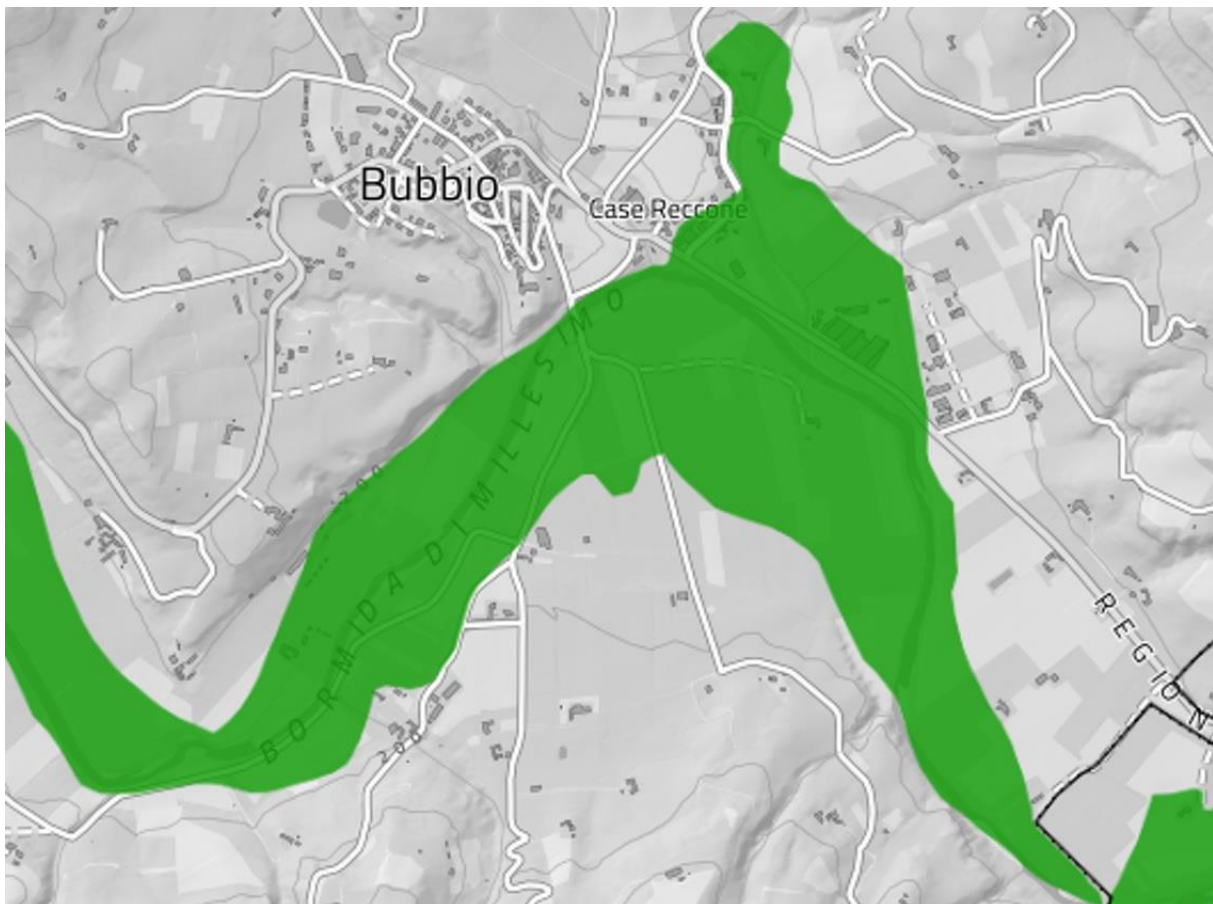 Bubbio
Case Reccone
BORMIDA DI MILLESIMO
200
200
REGION